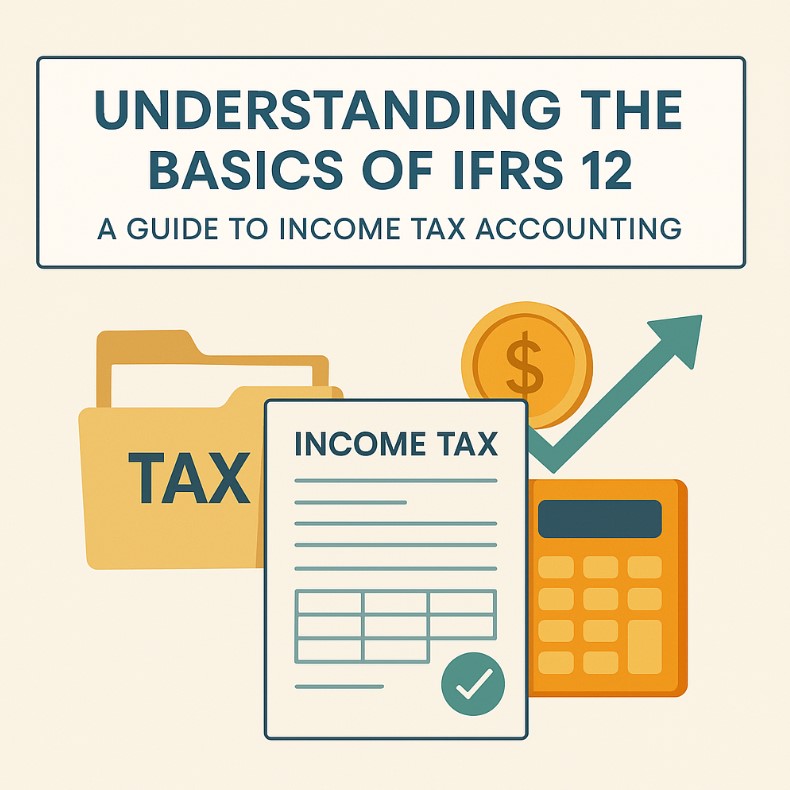 UNDERSTANDING THE
BASICS OF IFRS 12
A GUIDE TO INCOME TAX ACCOUNTING
$
TAX
INCOME TAX